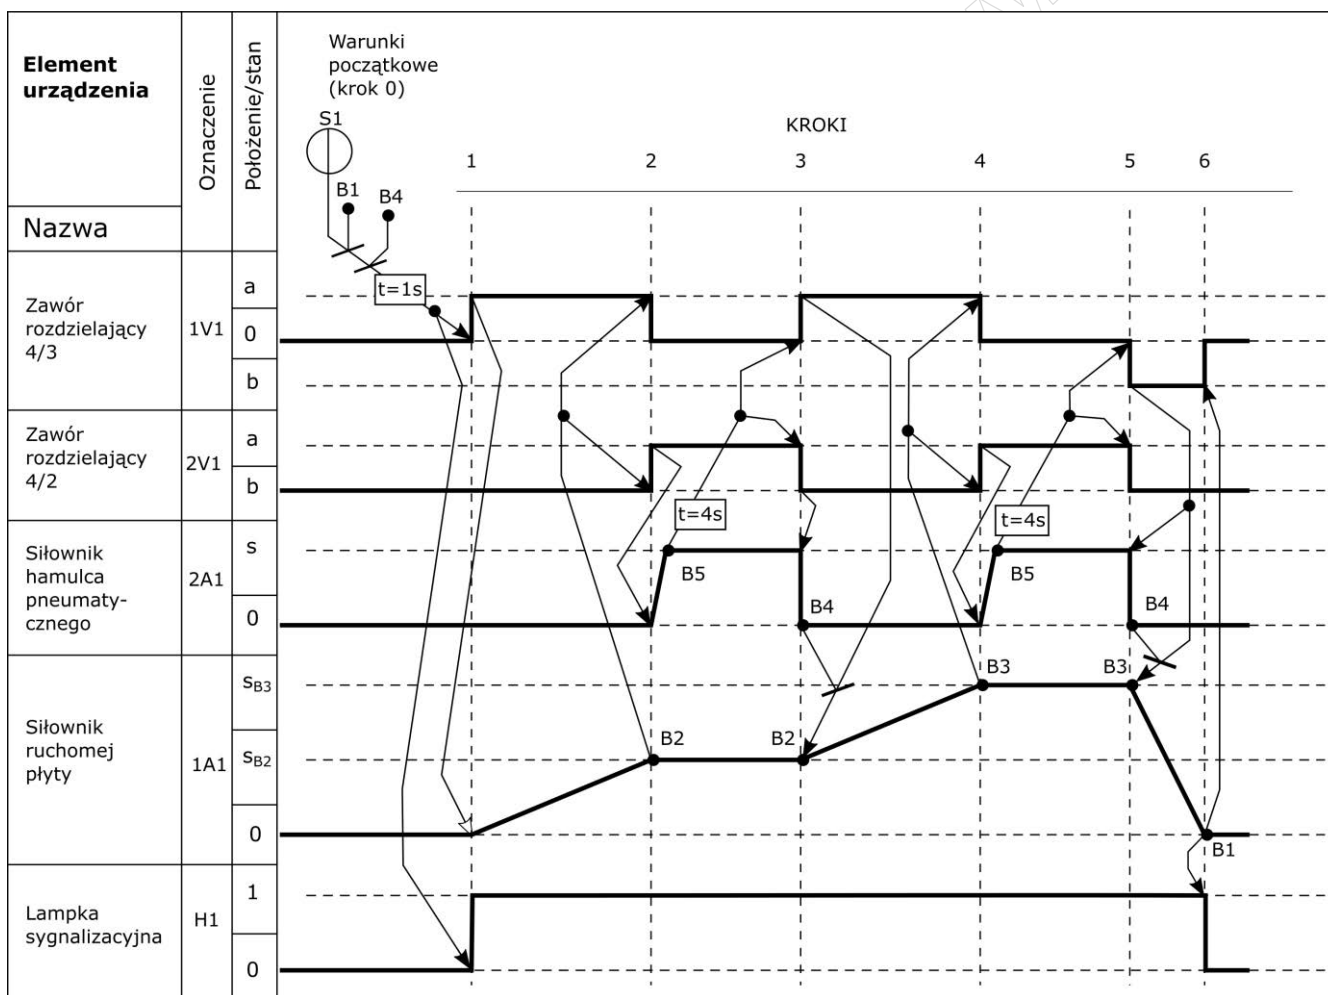 Element
urządzenia
Oznaczenie
Położenie/stan
Warunki
początkowe
(krok 0)
S1
B1
B4
KROKI
1 2 3 4 5 6
Nazwa
Zawór
rozdzielający
4/3
1V1
a
0
b
t=1s
Zawór
rozdzielający
4/2
2V1
a
b
Siłownik
hamulca
pneumaty-
cznego
2A1
s
0
t=4s
t=4s
B5
B5
B4
B4
Siłownik
ruchomej
płyty
1A1
sB3
sB2
0
B3
B3
B2
B2
B1
Lampka
sygnalizacyjna
H1
1
0